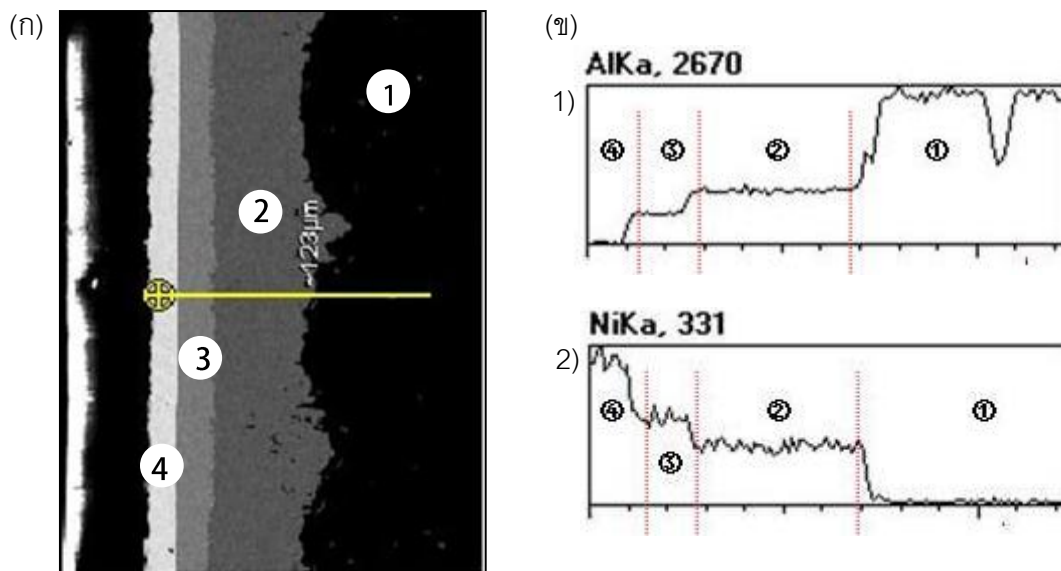 (ก)
1
2
~123µm
3
4
(ข)
AlKa, 2670
1)
④ ③ ② ①
NiKa, 331
2)
④ ② ①
③